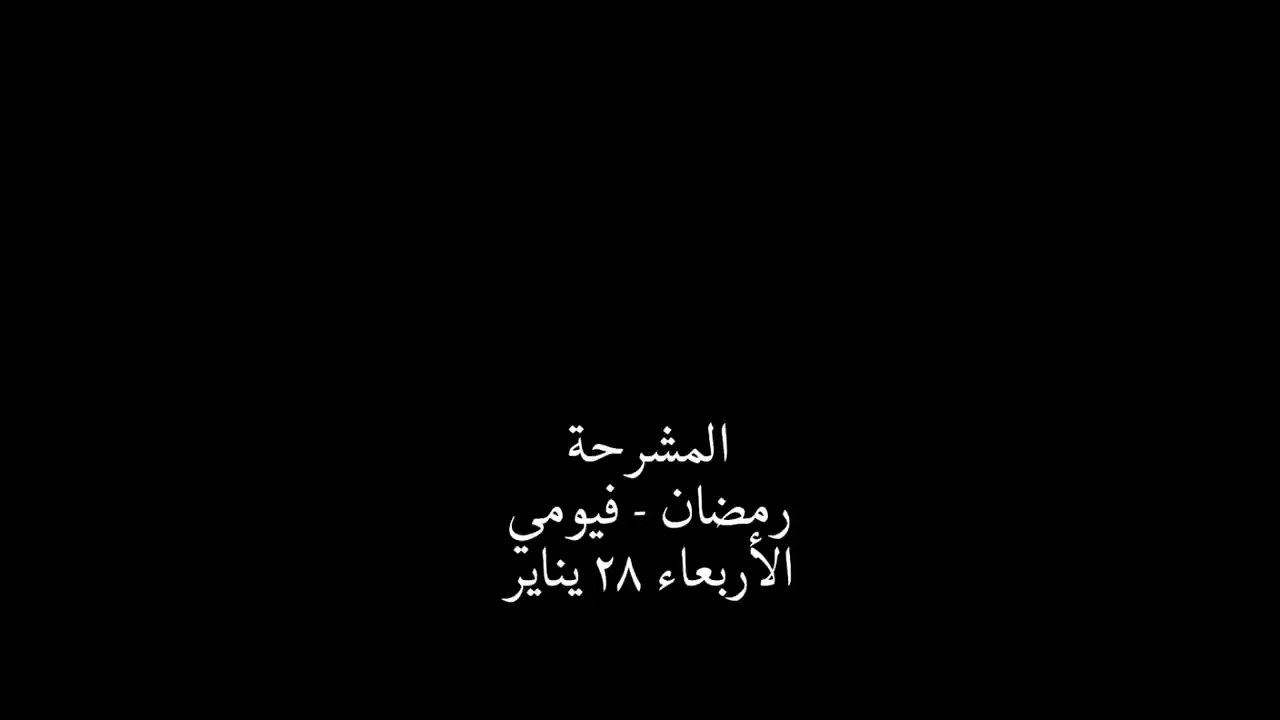 المشرحة
رمضان - فيومي
الأربعاء ٢٨ يناير